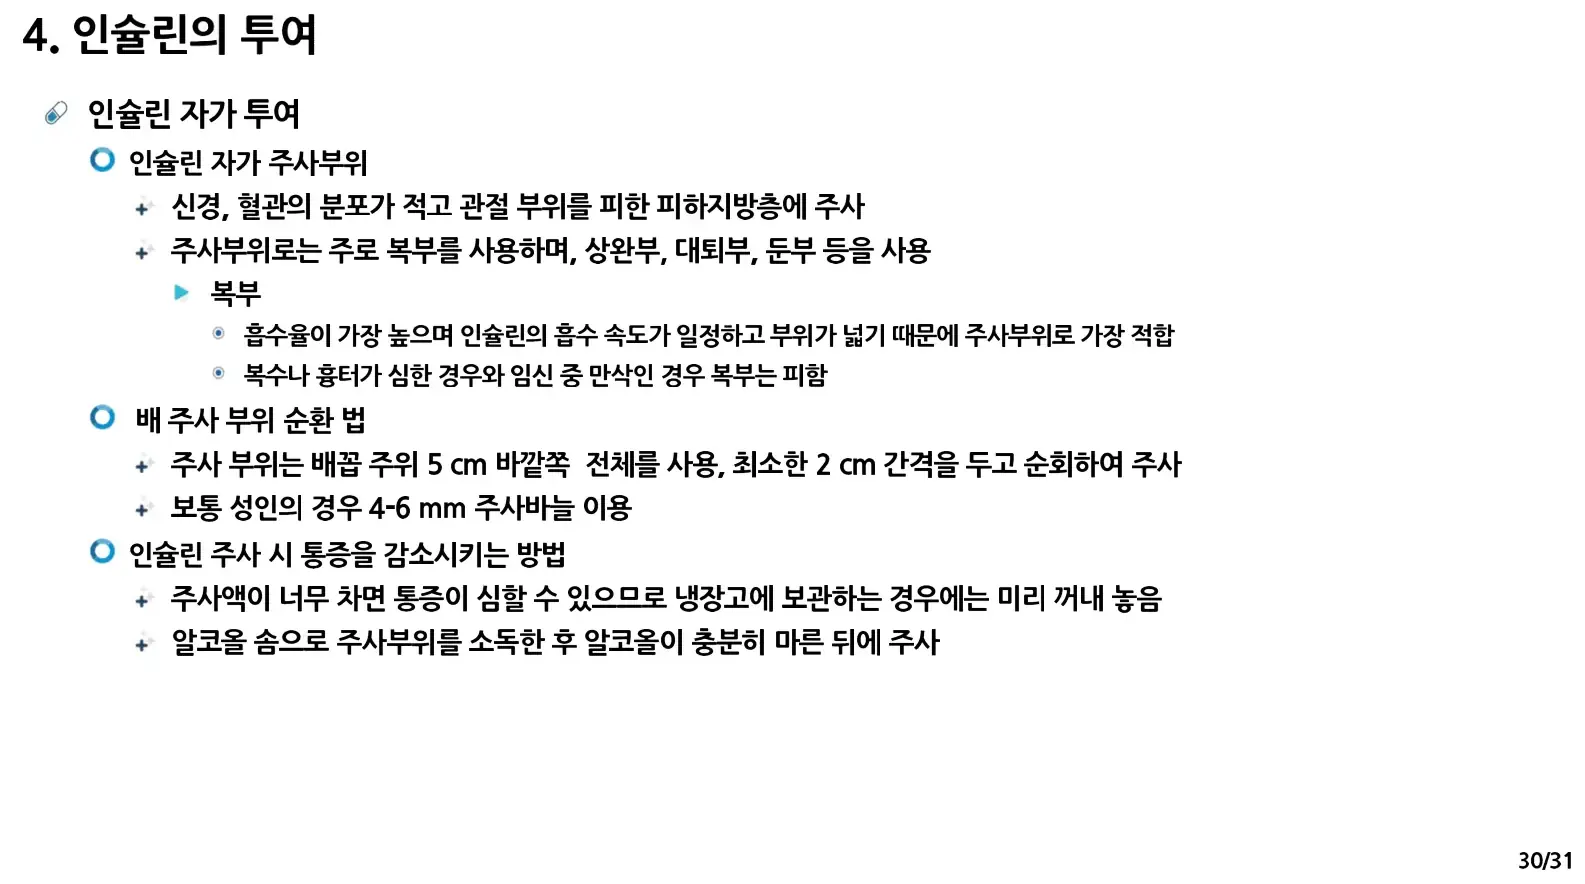 4. 인슐린의 투여
인슐린 자가 투여
인슐린 자가 주사부위
신경, 혈관의 분포가 적고 관절 부위를 피한 피하지방층에 주사
주사부위로는 주로 복부를 사용하며, 상완부, 대퇴부, 둔부 등을 사용
복부
흡수율이 가장 높으며 인슐린의 흡수 속도가 일정하고 부위가 넓기 때문에 주사부위로 가장 적합
복수나 흉터가 심한 경우와 임신 중 만삭인 경우 복부는 피함
배 주사 부위 순환 법
주사 부위는 배꼽 주위 5 cm 바깥쪽 전체를 사용, 최소한 2 cm 간격을 두고 순회하여 주사
보통 성인의 경우 4-6 mm 주사바늘 이용
인슐린 주사 시 통증을 감소시키는 방법
주사액이 너무 차면 통증이 심할 수 있으므로 냉장고에 보관하는 경우에는 미리 꺼내 놓음
알코올 솜으로 주사부위를 소독한 후 알코올이 충분히 마른 뒤에 주사
30/31